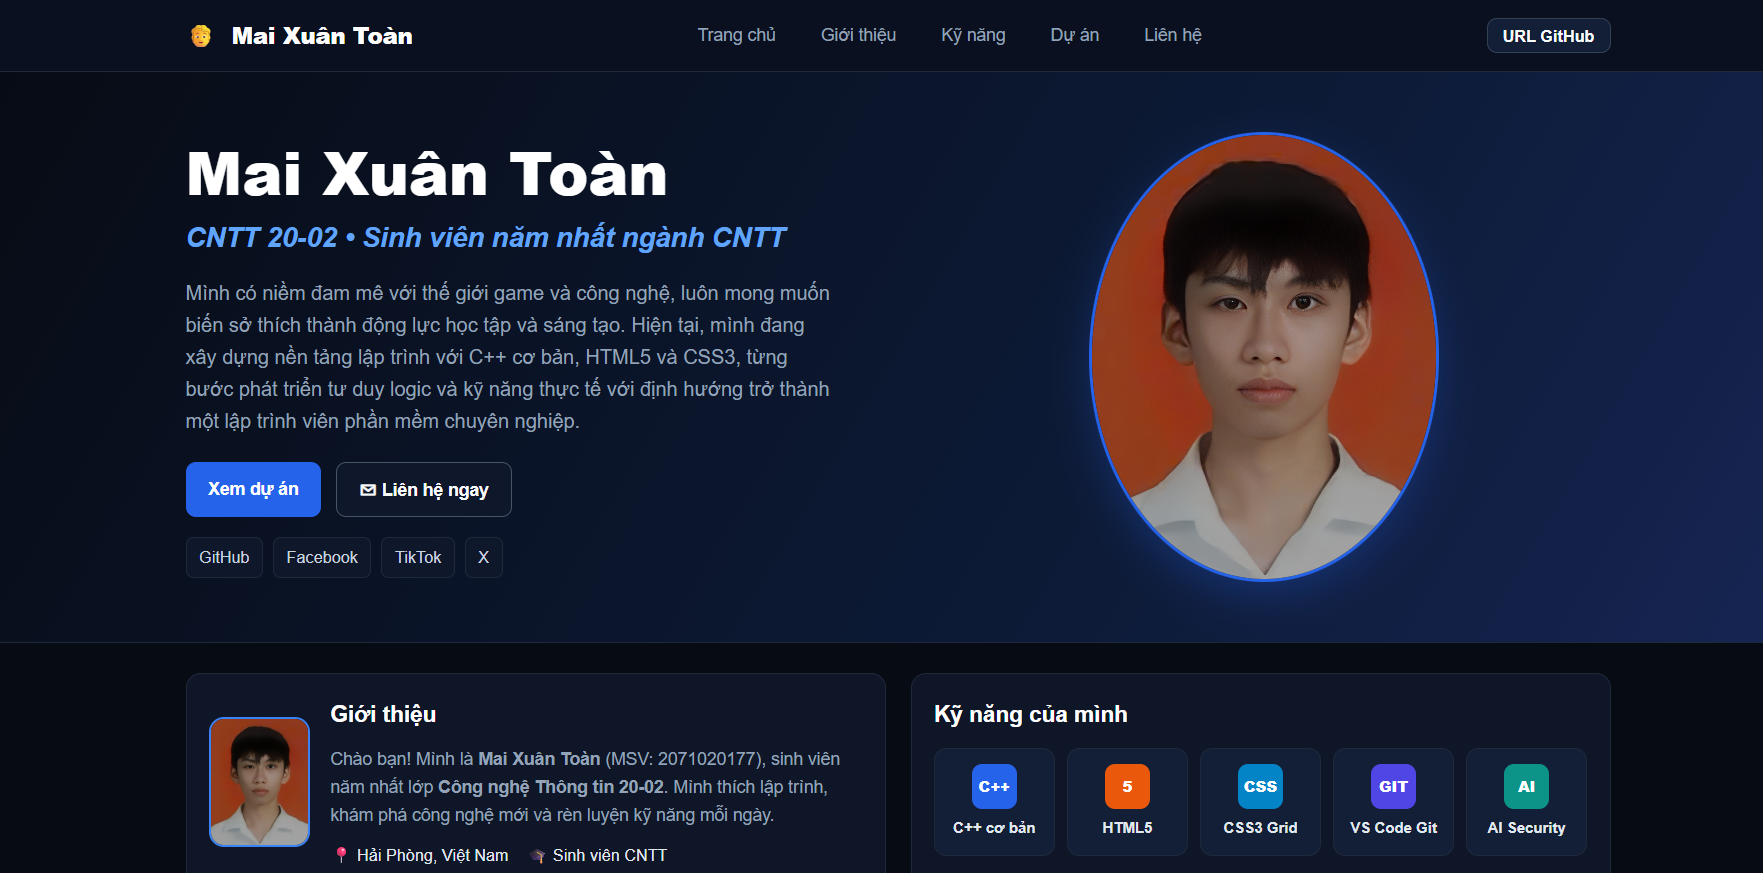 Mai Xuân Toàn
Trang chủ
Giới thiệu
Kỹ năng
Dự án
Liên hệ
URL GitHub
Mai Xuân Toàn
CNTT 20-02 • Sinh viên năm nhất ngành CNTT
Mình có niềm đam mê với thế giới game và công nghệ, luôn mong muốn
biến sở thích thành động lực học tập và sáng tạo. Hiện tại, mình đang
xây dựng nền tảng lập trình với C++ cơ bản, HTML5 và CSS3, từng
bước phát triển tư duy logic và kỹ năng thực tế với định hướng trở thành
một lập trình viên phần mềm chuyên nghiệp.
Xem dự án
Liên hệ ngay
GitHub
Facebook
TikTok
X
Giới thiệu
Chào bạn! Mình là Mai Xuân Toàn (MSV: 2071020177), sinh viên
năm nhất lớp Công nghệ Thông tin 20-02. Mình thích lập trình,
khám phá công nghệ mới và rèn luyện kỹ năng mỗi ngày.
Hải Phòng, Việt Nam
Sinh viên CNTT
Kỹ năng của mình
C++
C++ cơ bản
5
HTML5
CSS
CSS3 Grid
GIT
VS Code Git
AI
AI Security